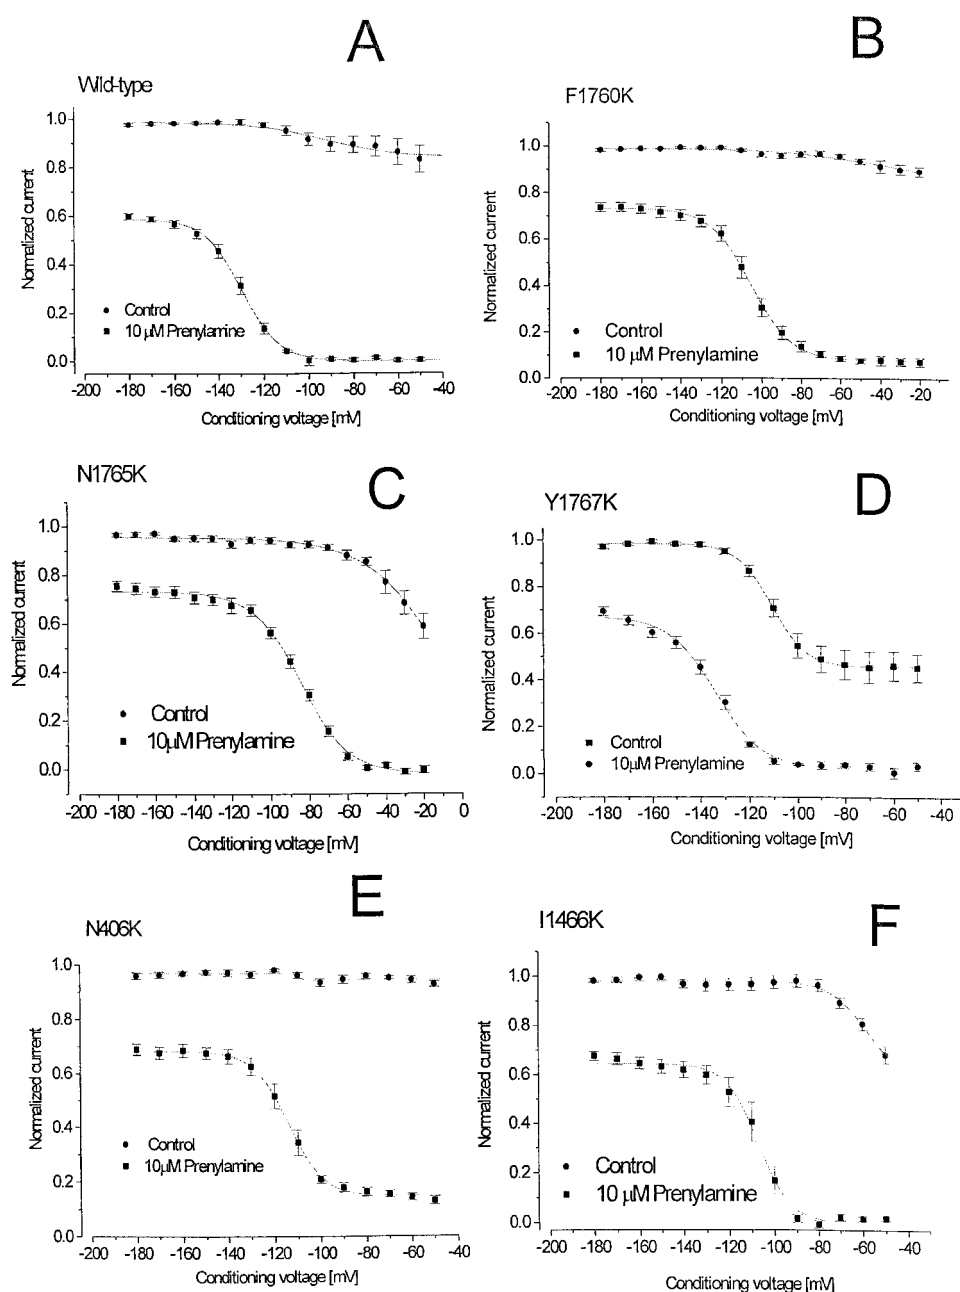 A
Wild-type
Normalized current
1.0
0.8
0.6
0.4
0.2
0.0
Control
10 μM Prenylamine
-200 -180 -160 -140 -120 -100 -80 -60 -40
Conditioning voltage [mV]
B
F1760K
Normalized current
1.0
0.8
0.6
0.4
0.2
0.0
Control
10 μM Prenylamine
-200 -180 -160 -140 -120 -100 -80 -60 -40 -20
Conditioning voltage [mV]
C
N1765K
Normalized current
1.0
0.8
0.6
0.4
0.2
0.0
Control
10μM Prenylamine
-200 -180 -160 -140 -120 -100 -80 -60 -40 -20 0
Conditioning voltage [mV]
D
Y1767K
Normalized current
1.0
0.8
0.6
0.4
0.2
0.0
Control
10μM Prenylamine
-200 -180 -160 -140 -120 -100 -80 -60 -40
Conditioning voltage [mV]
E
N406K
Normalized current
1.0
0.8
0.6
0.4
0.2
0.0
Control
10μM Prenylamine
-200 -180 -160 -140 -120 -100 -80 -60 -40
Conditioning voltage [mV]
F
I1466K
Normalized current
1.0
0.8
0.6
0.4
0.2
0.0
Control
10 μM Prenylamine
-200 -180 -160 -140 -120 -100 -80 -60 -40
Conditioning voltage [mV]